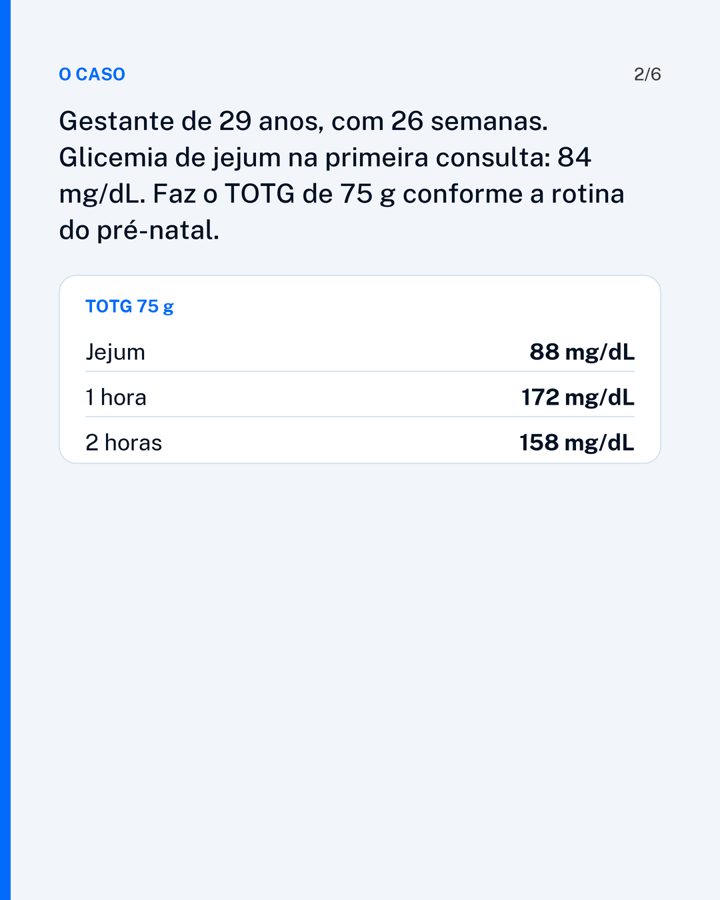 O CASO
2/6
Gestante de 29 anos, com 26 semanas.
Glicemia de jejum na primeira consulta: 84
mg/dL. Faz o TOTG de 75 g conforme a rotina
do pré-natal.
TOTG 75 g
Jejum 88 mg/dL
1 hora 172 mg/dL
2 horas 158 mg/dL